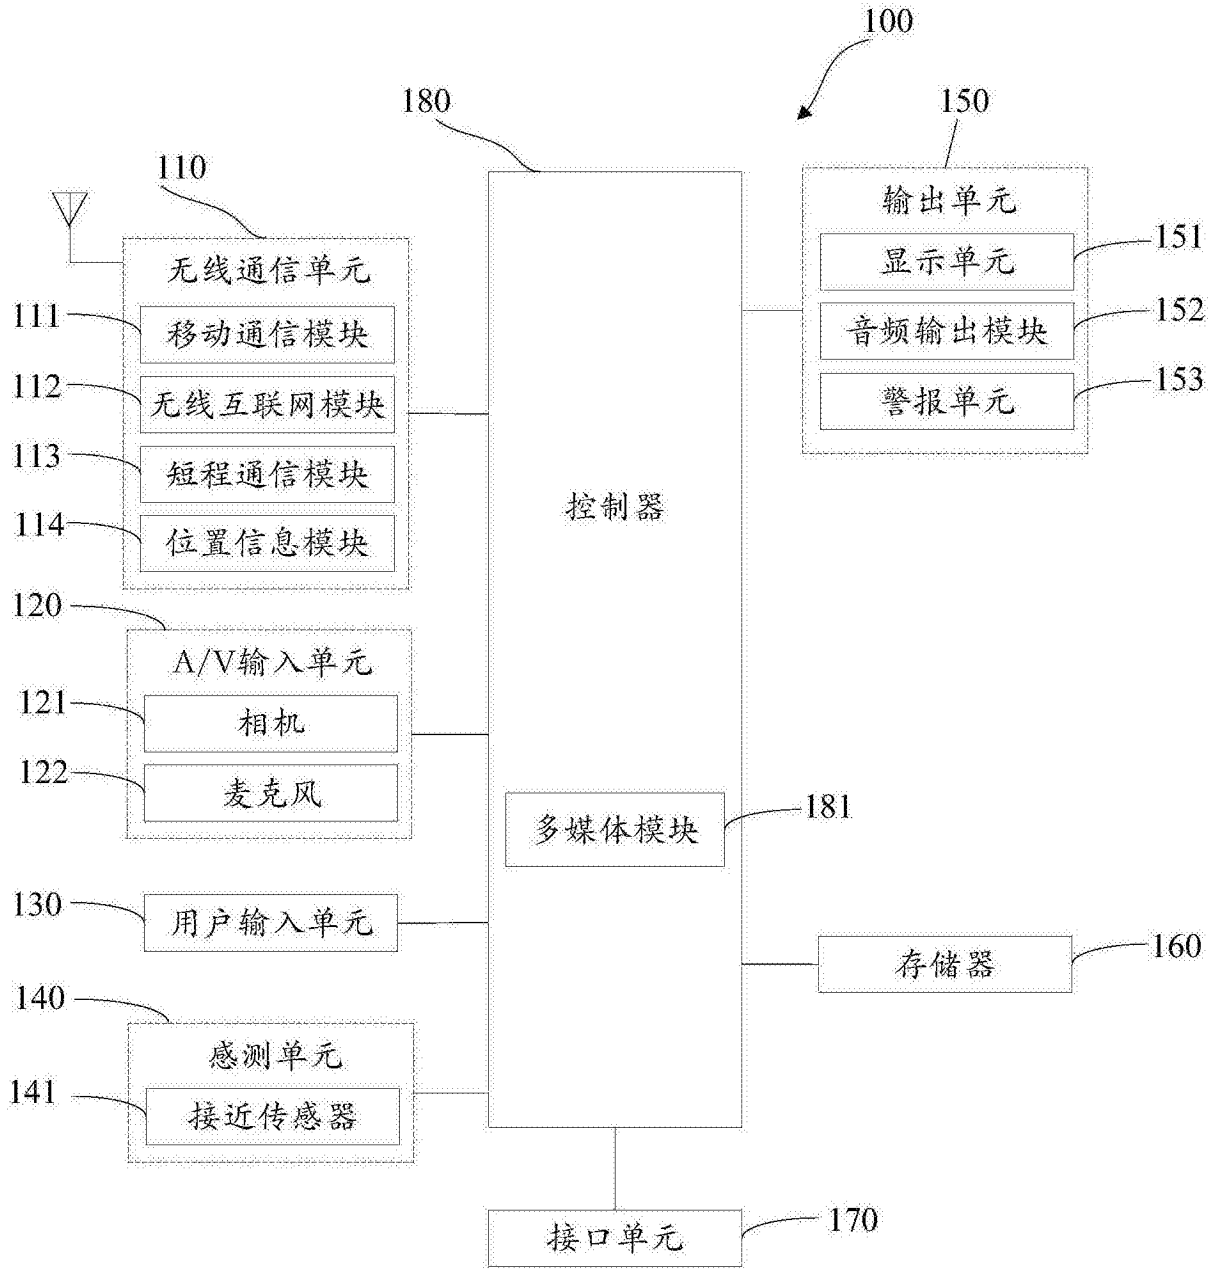 100
180
150
110
输出单元
151
显示单元
无线通信单元
111
移动通信模块
152
音频输出模块
112
无线互联网模块
153
警报单元
113
短程通信模块
控制器
114
位置信息模块
120
A/V输入单元
121
相机
122
麦克风
181
多媒体模块
130
用户输入单元
160
存储器
140
感测单元
141
接近传感器
170
接口单元